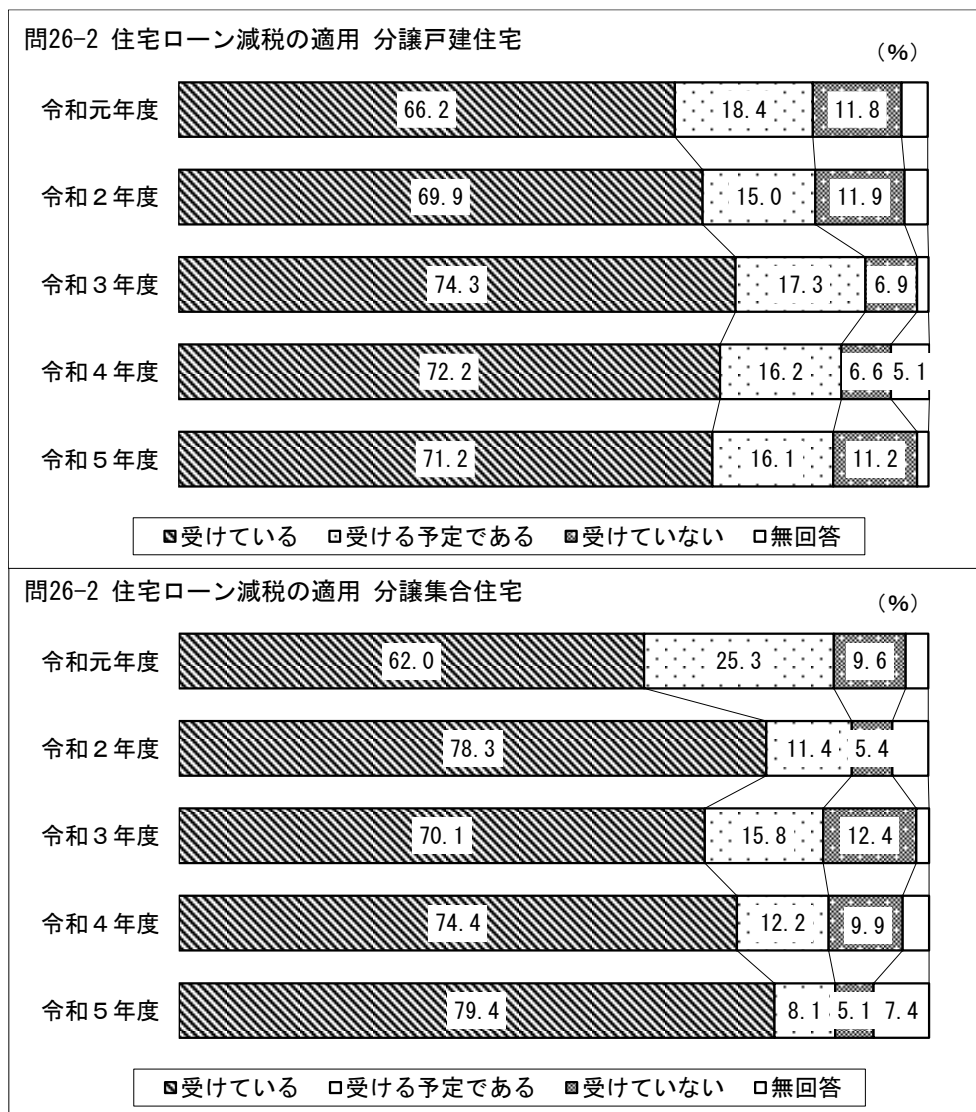 問26-2 住宅ローン減税の適用 分譲戸建住宅
(%)
令和元年度 66.2 18.4 11.8
令和2年度 69.9 15.0 11.9
令和3年度 74.3 17.3 6.9
令和4年度 72.2 16.2 6.6 5.1
令和5年度 71.2 16.1 11.2
受けている 受ける予定である 受けていない 無回答
問26-2 住宅ローン減税の適用 分譲集合住宅
(%)
令和元年度 62.0 25.3 9.6
令和2年度 78.3 11.4 5.4
令和3年度 70.1 15.8 12.4
令和4年度 74.4 12.2 9.9
令和5年度 79.4 8.1 5.1 7.4
受けている 受ける予定である 受けていない 無回答